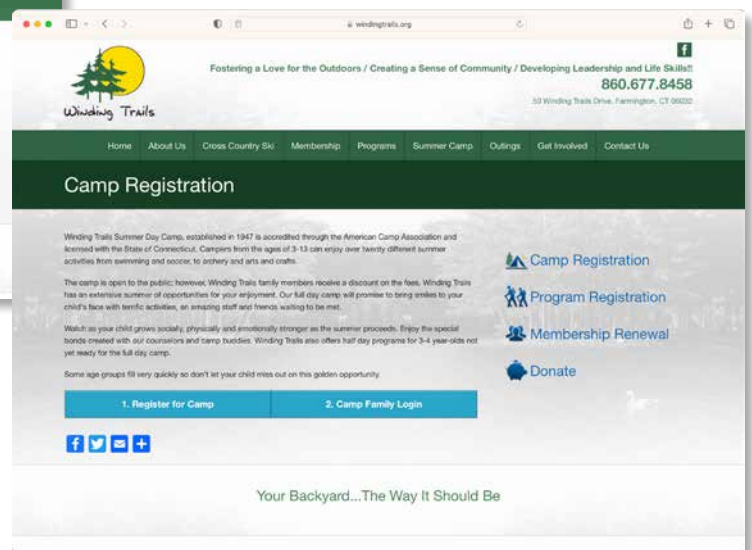 windingtrails.org
Winding Trails
Fostering a Love for the Outdoors / Creating a Sense of Community / Developing Leadership and Life Skills!!
860.677.8458
50 Winding Trails Drive, Farmington, CT 06032
Home About Us Cross Country Ski Membership Programs Summer Camp Outings Get Involved Contact Us
Camp Registration
Winding Trails Summer Day Camp, established in 1947 is accredited through the American Camp Association and
licensed with the State of Connecticut. Campers from the ages of 3-13 can enjoy over twenty different summer
activities from swimming and soccer, to archery and arts and crafts.
The camp is open to the public; however, Winding Trails family members receive a discount on the fees. Winding Trails
has an extensive summer of opportunities for your enjoyment. Our full day camp will promise to bring smiles to your
child's face with terrific activities, an amazing staff and friends waiting to be met.
Watch as your child grows socially, physically and emotionally stronger as the summer proceeds. Enjoy the special
bonds created with our counselors and camp buddies. Winding Trails also offers half day programs for 3-4 year-olds not
yet ready for the full day camp.
Some age groups fill very quickly so don't let your child miss out on this golden opportunity.
1. Register for Camp 2. Camp Family Login
Camp Registration
Program Registration
Membership Renewal
Donate
Your Backyard...The Way It Should Be